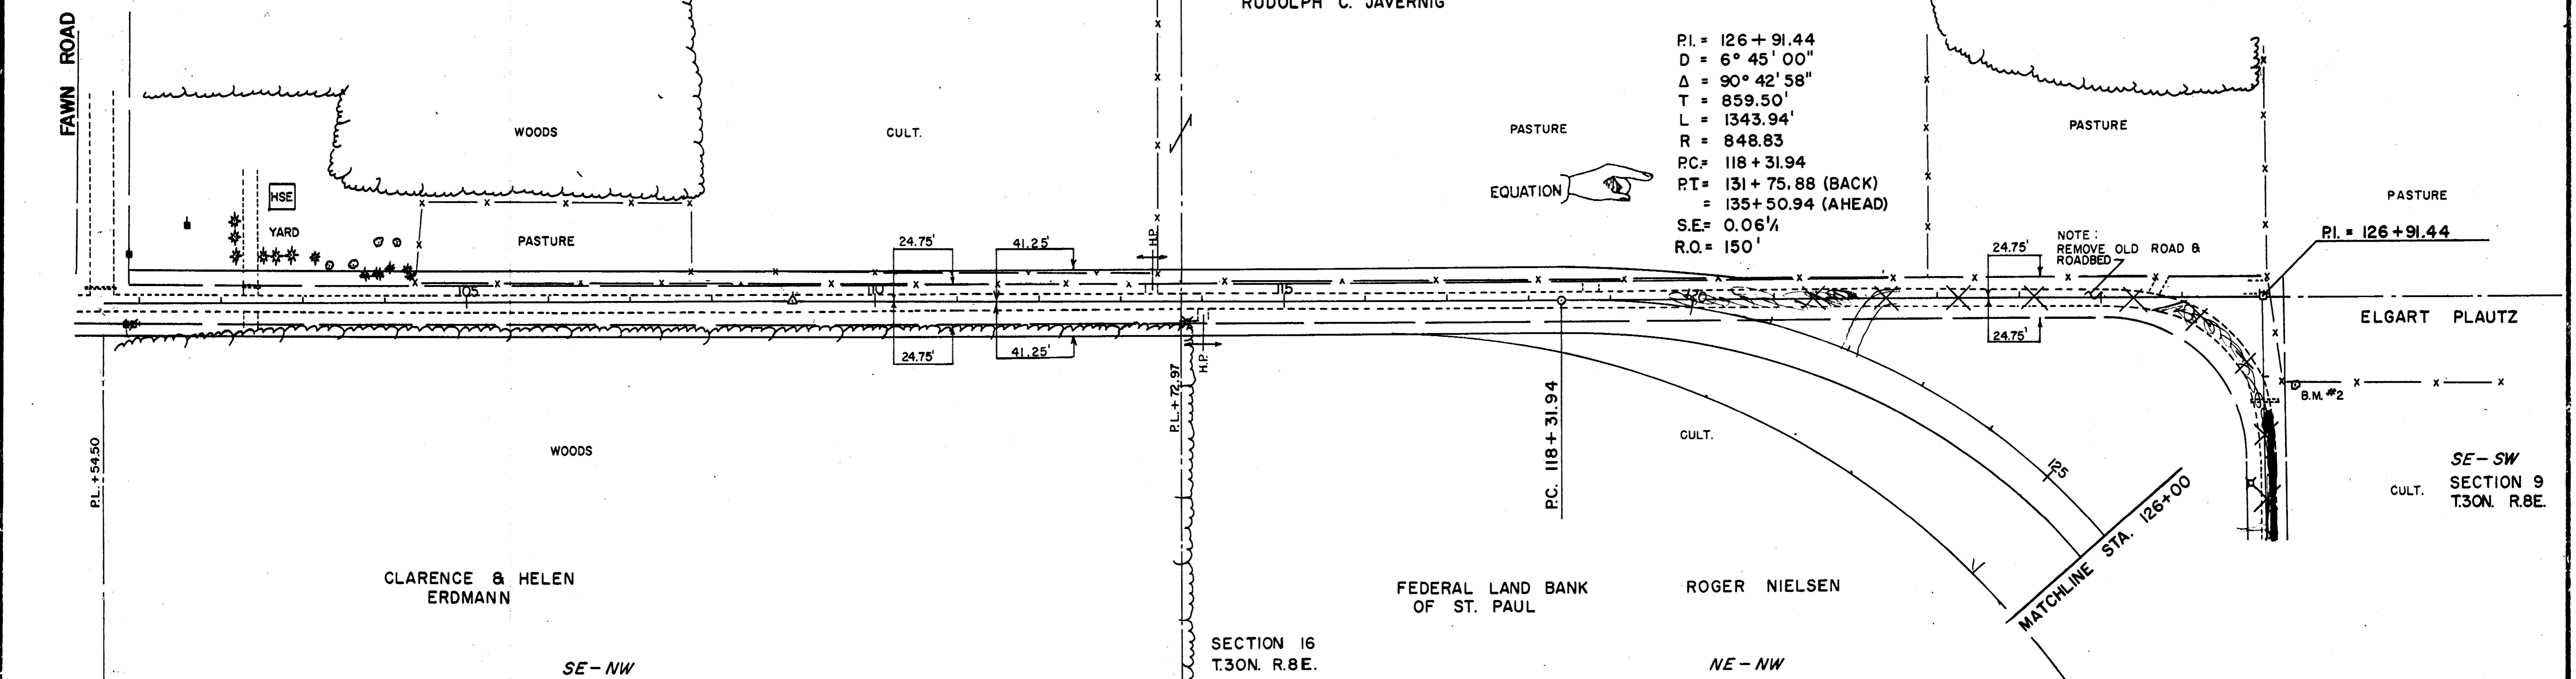 RUDOLPH C. JAVERNIG
FAWN ROAD
P.I. = 126+91.44
D = 6° 45' 00"
Δ = 90° 42' 58"
T = 859.50'
L = 1343.94'
R = 848.83
P.C.= 118+31.94
P.T.= 131+75.88 (BACK)
= 135+50.94 (AHEAD)
S.E.= 0.06'/'
R.O.= 150'
EQUATION
WOODS
CULT.
PASTURE
PASTURE
HSE
YARD
PASTURE
PASTURE
24.75'
41.25'
H.P.
24.75'
NOTE :
REMOVE OLD ROAD &
ROADBED
P.I. = 126+91.44
105
110
115
ELGART PLAUTZ
24.75'
41.25'
H.P.
24.75'
P.L.+54.50
P.L.+72.97
P.C. 118+31.94
B.M. #2
WOODS
CULT.
125
MATCHLINE STA. 126+00
CULT.
SE-SW
SECTION 9
T.30N. R.8E.
CLARENCE & HELEN
ERDMANN
FEDERAL LAND BANK
OF ST. PAUL
ROGER NIELSEN
SECTION 16
T.30N. R.8E.
SE-NW
NE-NW